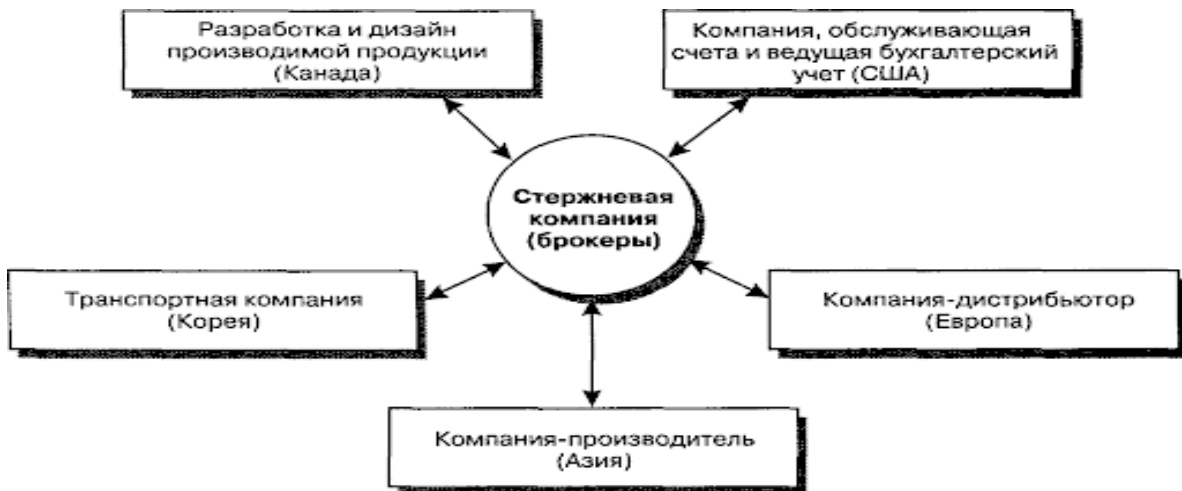 Разработка и дизайн
производимой продукции
(Канада)
Компания, обслуживающая
счета и ведущая бухгалтерский
учет (США)
Стержневая
компания
(брокеры)
Транспортная компания
(Корея)
Компания-дистрибьютор
(Европа)
Компания-производитель
(Азия)